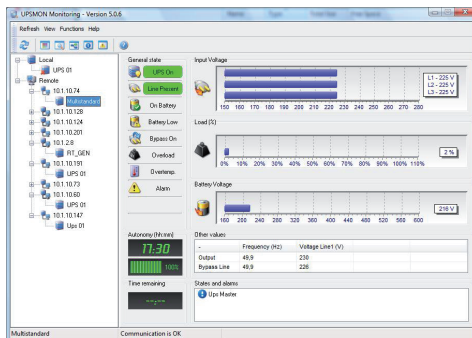 UPSMON Monitoring - Version 5.0.6
Refresh View Functions Help
Local
UPS 01
Remote
10.1.10.74
Multistandard
10.1.10.128
10.1.10.124
10.1.10.201
10.1.2.8
RT_GEN
10.1.10.191
UPS 01
10.1.10.73
10.1.10.60
UPS 01
10.1.10.147
Ups 01
General state
UPS On
Line Present
On Battery
Battery Low
Bypass On
Overload
Overtemp.
Alarm
Autonomy (hh:mm)
17:30
100%
Time remaining
--:--
Input Voltage
L1 - 225 V
L2 - 225 V
L3 - 225 V
150 160 170 180 190 200 210 220 230 240 250 260 270 280
Load (%)
2 %
0% 10% 20% 30% 40% 50% 60% 70% 80% 90% 100% 110%
Battery Voltage
216 V
160 200 240 280 320 360 400 440 480 520 560 600
Other values
- Frequency (Hz) Voltage Line1 (V)
Output 49,9 230
Bypass Line 49,9 226
States and alarms
Ups Master
Multistandard Communication is OK